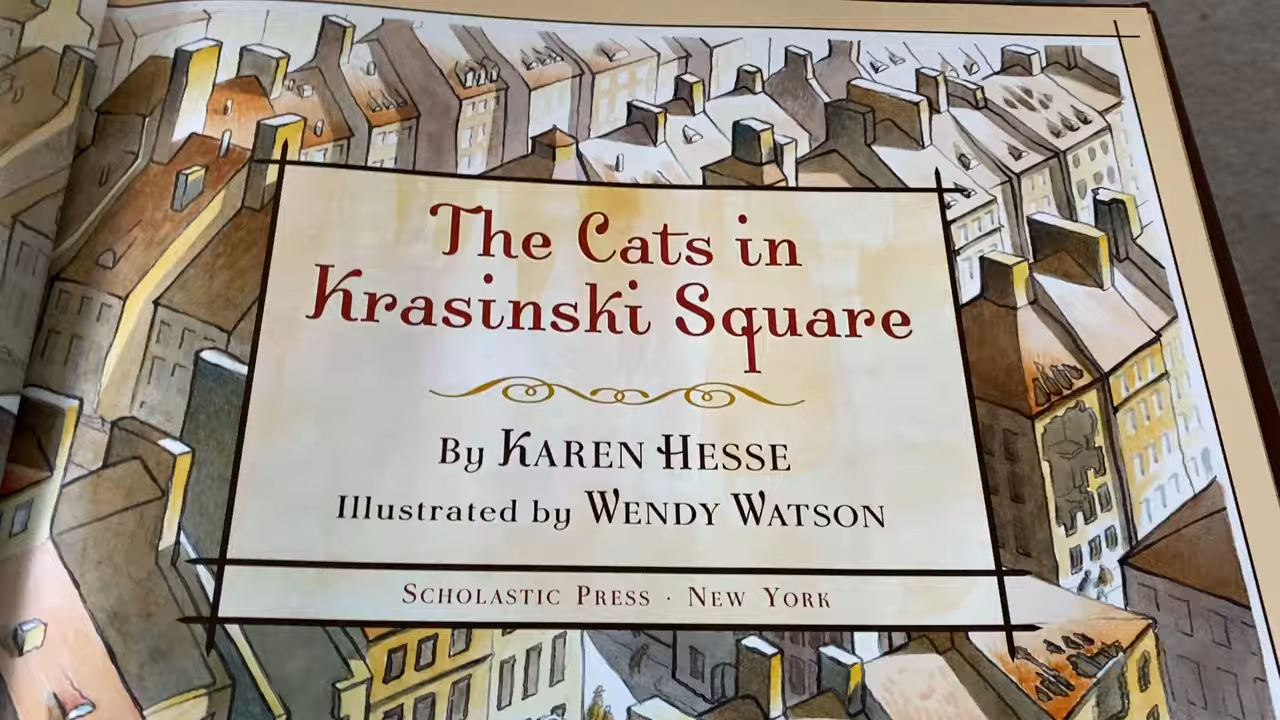 The Cats in
Krasinski Square
By KAREN HESSE
Illustrated by WENDY WATSON
SCHOLASTIC PRESS · NEW YORK